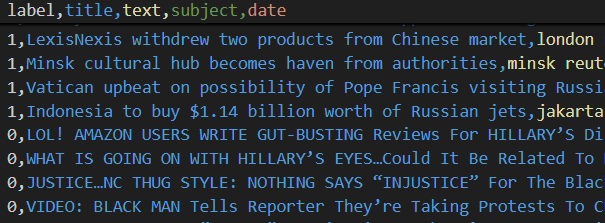 label,title,text,subject,date
1,LexisNexis withdrew two products from Chinese market,london
1,Minsk cultural hub becomes haven from authorities,minsk reut
1,Vatican upbeat on possibility of Pope Francis visiting Russia
1,Indonesia to buy $1.14 billion worth of Russian jets,jakarta
0,LOL! AMAZON USERS WRITE GUT-BUSTING Reviews For HILLARY’S Di
0,WHAT IS GOING ON WITH HILLARY’S EYES…Could It Be Related To
0,JUSTICE…NC THUG STYLE: NOTHING SAYS “INJUSTICE” For The Blac
0,VIDEO: BLACK MAN Tells Reporter They’re Taking Protests To C